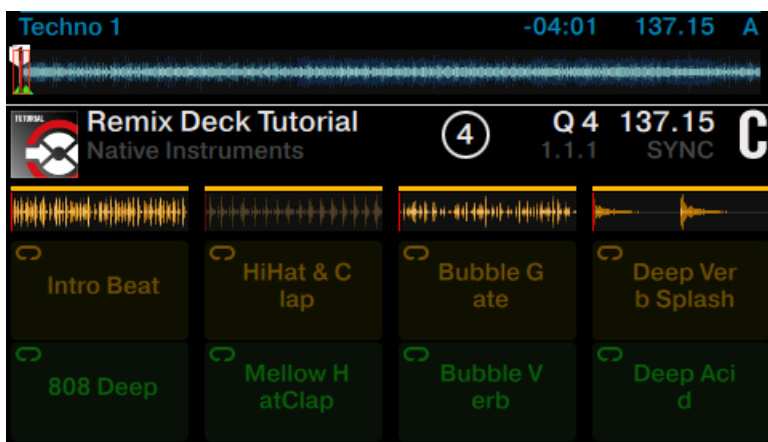 Techno 1 -04:01 137.15 A
1
TUTORIAL
Remix Deck Tutorial 4 Q 4 137.15 C
Native Instruments 1.1.1 SYNC
Intro Beat
HiHat & C
lap
Bubble G
ate
Deep Ver
b Splash
808 Deep
Mellow H
atClap
Bubble V
erb
Deep Aci
d